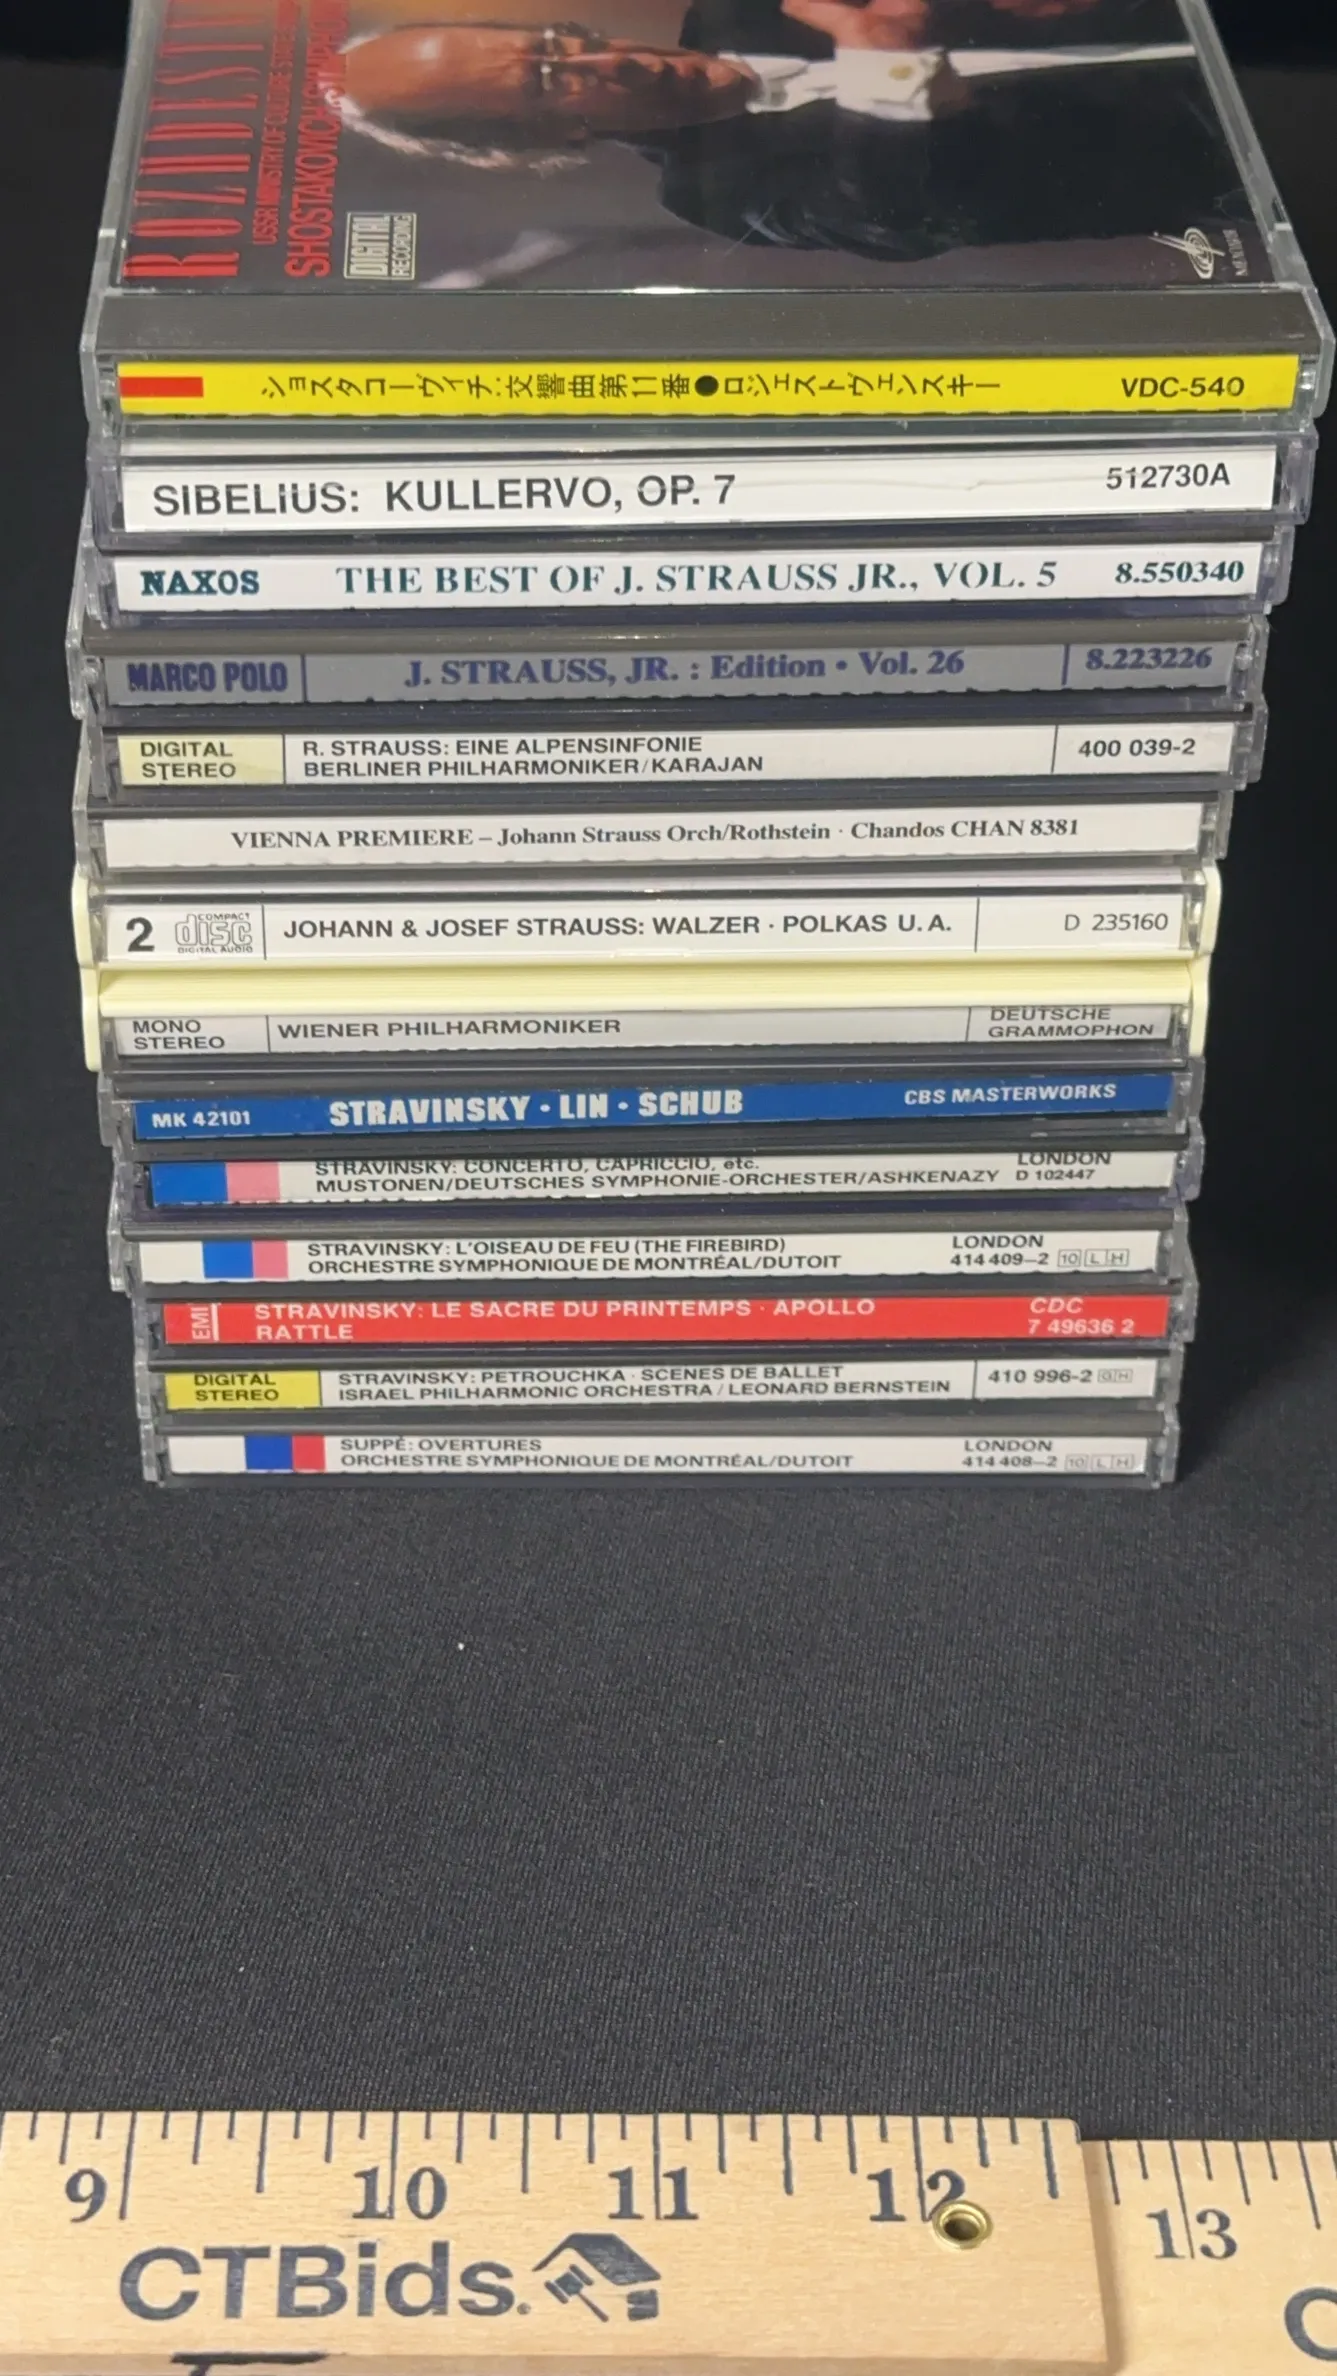 ROZHDESTV
USSR MINISTRY OF CULTURE STATE SYMP
SHOSTAKOVICH: SYMPHON
DIGITAL
RECORDING
ショスタコーヴィチ:交響曲第11番●ロジェストヴェンスキー VDC-540
SIBELIUS: KULLERVO, OP. 7 512730A
NAXOS THE BEST OF J. STRAUSS JR., VOL. 5 8.550340
MARCO POLO J. STRAUSS, JR. : Edition • Vol. 26 8.223226
DIGITAL STEREO
R. STRAUSS: EINE ALPENSINFONIE
BERLINER PHILHARMONIKER/KARAJAN
400 039-2
VIENNA PREMIERE – Johann Strauss Orch/Rothstein · Chandos CHAN 8381
2 COMPACT disc DIGITAL AUDIO JOHANN & JOSEF STRAUSS: WALZER · POLKAS U. A. D 235160
MONO
STEREO
WIENER PHILHARMONIKER
DEUTSCHE
GRAMMOPHON
MK 42101 STRAVINSKY · LIN · SCHUB CBS MASTERWORKS
STRAVINSKY: CONCERTO, CAPRICCIO, etc. LONDON
MUSTONEN/DEUTSCHES SYMPHONIE-ORCHESTER/ASHKENAZY D 102447
STRAVINSKY: L'OISEAU DE FEU (THE FIREBIRD) LONDON
ORCHESTRE SYMPHONIQUE DE MONTRÉAL/DUTOIT 414 409–2 10 L H
EMI
STRAVINSKY: LE SACRE DU PRINTEMPS · APOLLO CDC
RATTLE 7 49636 2
DIGITAL
STEREO
STRAVINSKY: PETROUCHKA · SCENES DE BALLET
ISRAEL PHILHARMONIC ORCHESTRA / LEONARD BERNSTEIN
410 996-2 GH
SUPPÉ: OVERTURES LONDON
ORCHESTRE SYMPHONIQUE DE MONTRÉAL/DUTOIT 414 408–2 10 L H
9 10 11 12 13
CTBids.